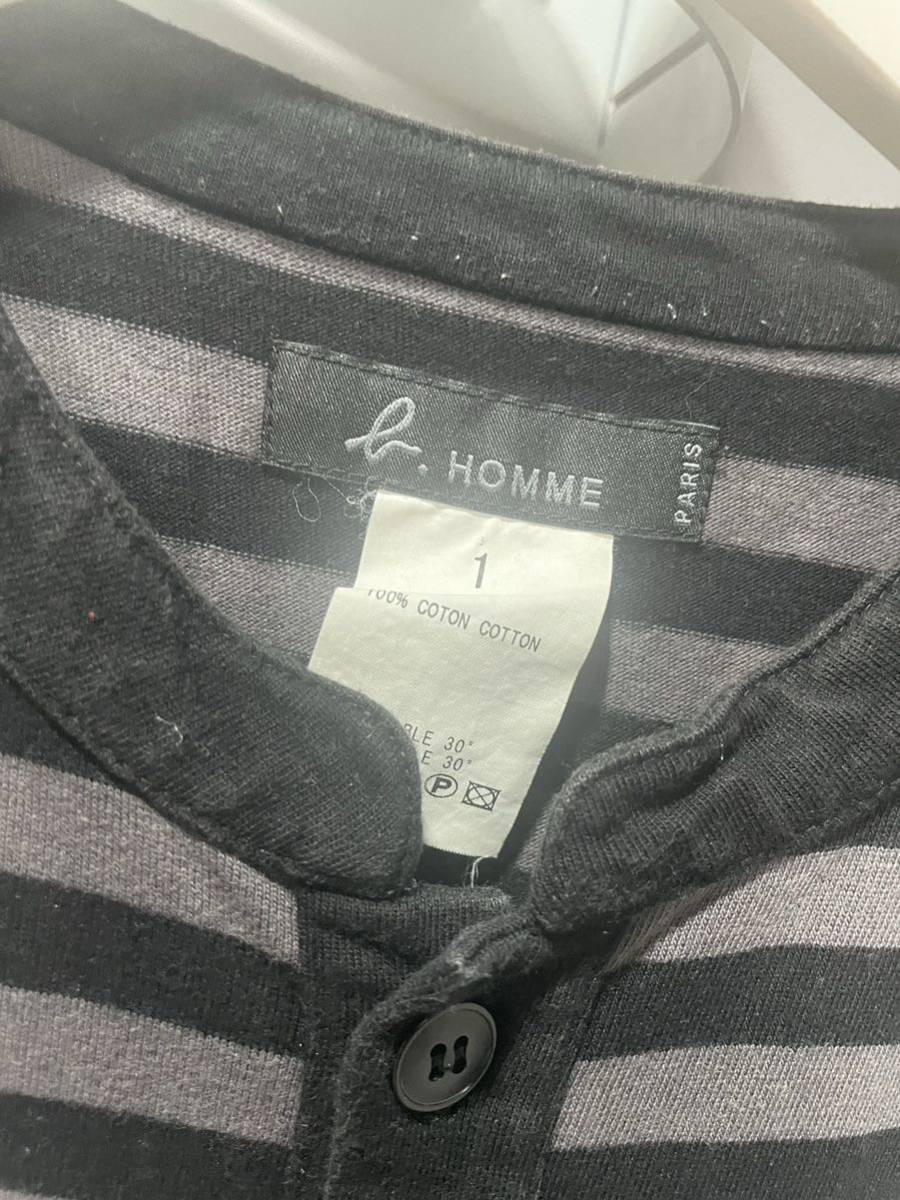 b. HOMME
PARIS
1
100% COTON COTTON
BLE 30°
E 30°
P